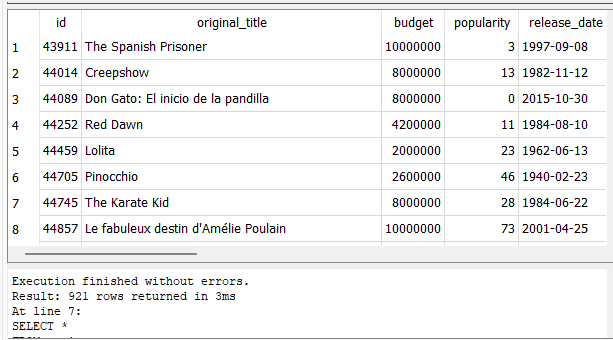 id original_title budget popularity release_date
1 43911 The Spanish Prisoner 10000000 3 1997-09-08
2 44014 Creepshow 8000000 13 1982-11-12
3 44089 Don Gato: El inicio de la pandilla 8000000 0 2015-10-30
4 44252 Red Dawn 4200000 11 1984-08-10
5 44459 Lolita 2000000 23 1962-06-13
6 44705 Pinocchio 2600000 46 1940-02-23
7 44745 The Karate Kid 8000000 28 1984-06-22
8 44857 Le fabuleux destin d'Amélie Poulain 10000000 73 2001-04-25
Execution finished without errors.
Result: 921 rows returned in 3ms
At line 7:
SELECT *